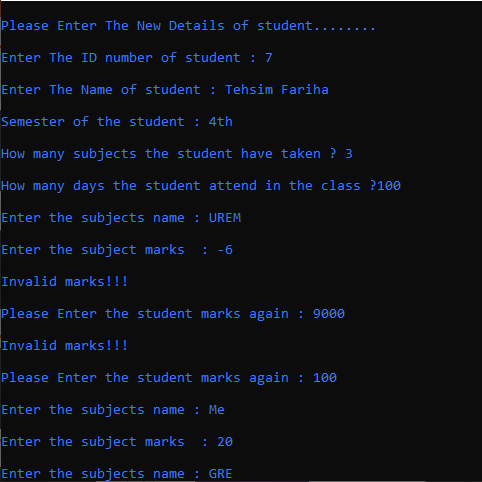 Please Enter The New Details of student........
Enter The ID number of student : 7
Enter The Name of student : Tehsim Fariha
Semester of the student : 4th
How many subjects the student have taken ? 3
How many days the student attend in the class ?100
Enter the subjects name : UREM
Enter the subject marks  : -6
Invalid marks!!!
Please Enter the student marks again : 9000
Invalid marks!!!
Please Enter the student marks again : 100
Enter the subjects name : Me
Enter the subject marks  : 20
Enter the subjects name : GRE